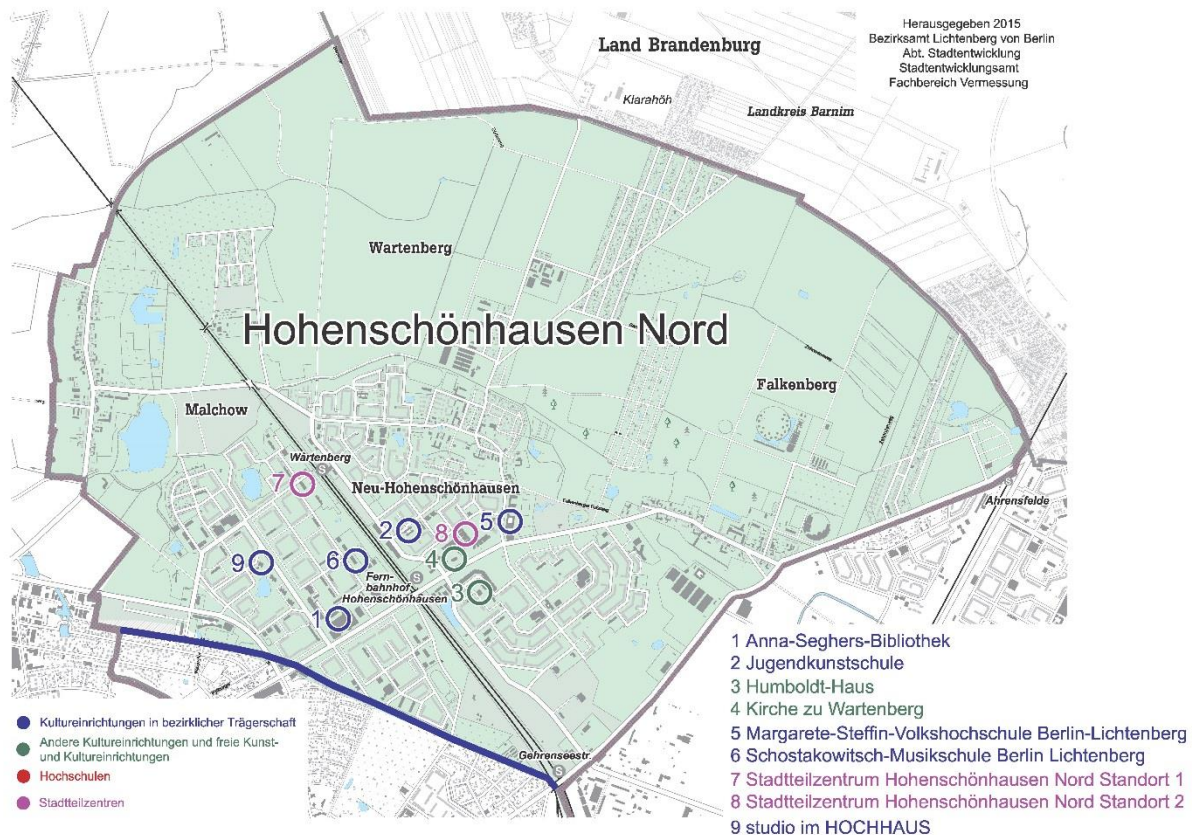 Herausgegeben 2015
Bezirksamt Lichtenberg von Berlin
Abt. Stadtentwicklung
Stadtentwicklungsamt
Fachbereich Vermessung
Land Brandenburg
Klarahöh
Landkreis Barnim
Wartenberg
Hohenschönhausen Nord
Falkenberg
Malchow
Wartenberg
S
7
Neu-Hohenschönhausen
Ahrensfelde
S
2
8
5
4
9
6
3
1
Fern-
bahnhof
Hohenschönhausen
S
Gehrenseestr.
S
1 Anna-Seghers-Bibliothek
2 Jugendkunstschule
3 Humboldt-Haus
4 Kirche zu Wartenberg
5 Margarete-Steffin-Volkshochschule Berlin-Lichtenberg
6 Schostakowitsch-Musikschule Berlin Lichtenberg
7 Stadtteilzentrum Hohenschönhausen Nord Standort 1
8 Stadtteilzentrum Hohenschönhausen Nord Standort 2
9 studio im HOCHHAUS
Kultureinrichtungen in bezirklicher Trägerschaft
Andere Kultureinrichtungen und freie Kunst-
und Kultureinrichtungen
Hochschulen
Stadtteilzentren